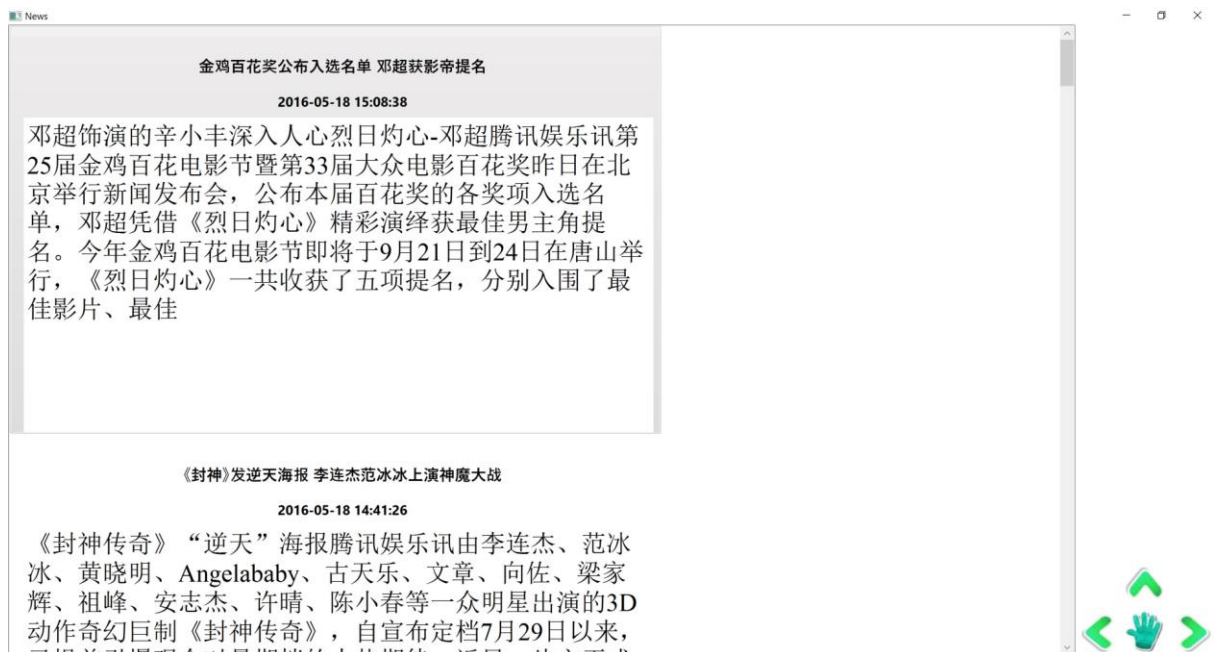 News
金鸡百花奖公布入选名单 邓超获影帝提名
2016-05-18 15:08:38
邓超饰演的辛小丰深入人心烈日灼心-邓超腾讯娱乐讯第
25届金鸡百花电影节暨第33届大众电影百花奖昨日在北
京举行新闻发布会，公布本届百花奖的各奖项入选名
单，邓超凭借《烈日灼心》精彩演绎获最佳男主角提
名。今年金鸡百花电影节即将于9月21日到24日在唐山举
行，《烈日灼心》一共收获了五项提名，分别入围了最
佳影片、最佳
《封神》发逆天海报 李连杰范冰冰上演神魔大战
2016-05-18 14:41:26
《封神传奇》“逆天”海报腾讯娱乐讯由李连杰、范冰
冰、黄晓明、Angelababy、古天乐、文章、向佐、梁家
辉、祖峰、安志杰、许晴、陈小春等一众明星出演的3D
动作奇幻巨制《封神传奇》，自宣布定档7月29日以来，